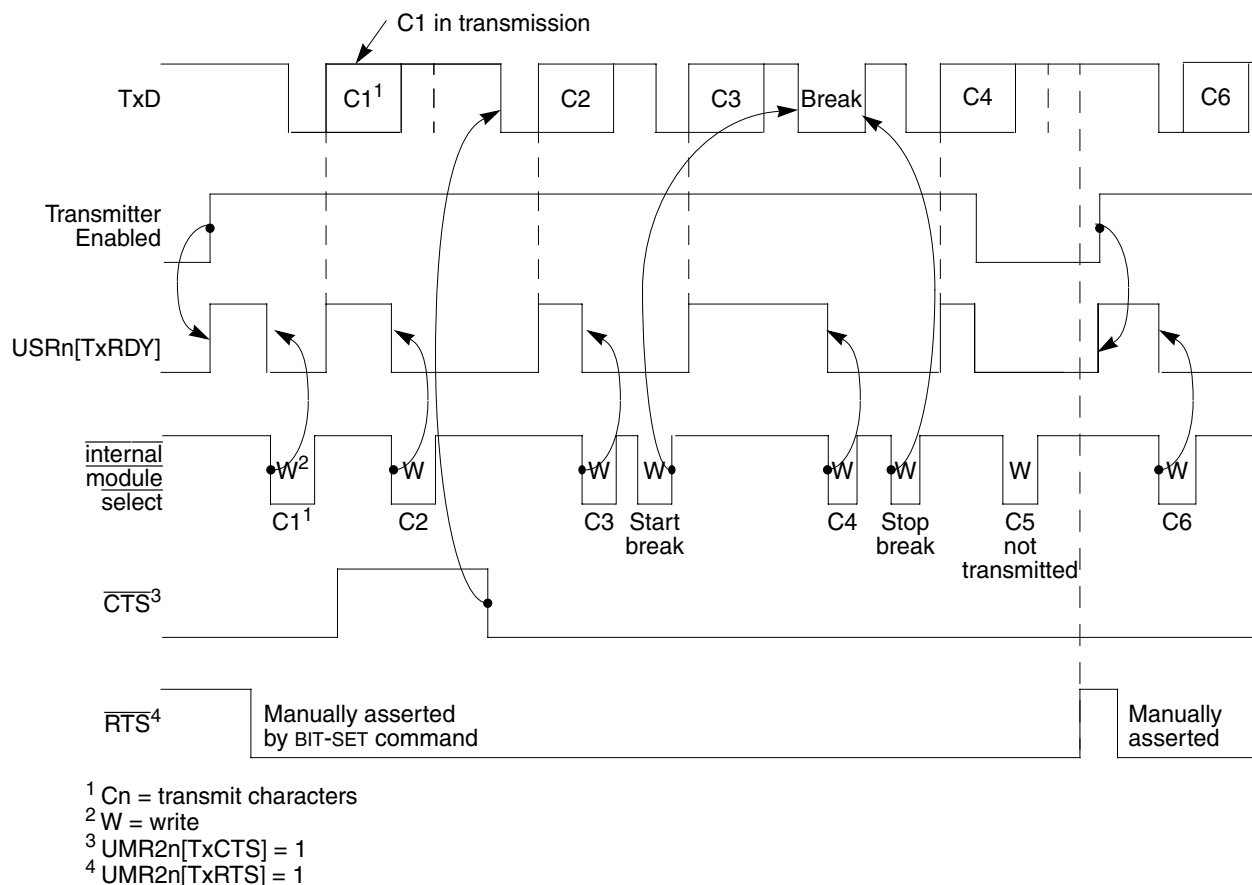 C1 in transmission
TxD
C1¹
C2
C3
Break
C4
C6
Transmitter
Enabled
USRn[TxRDY]
internal
module
select
W²
W
W
W
W
W
W
W
C1¹
C2
C3
Start
break
C4
Stop
break
C5
not
transmitted
C6
CTS³
RTS⁴
Manually asserted
by BIT-SET command
Manually
asserted
¹ Cn = transmit characters
² W = write
³ UMR2n[TxCTS] = 1
⁴ UMR2n[TxRTS] = 1